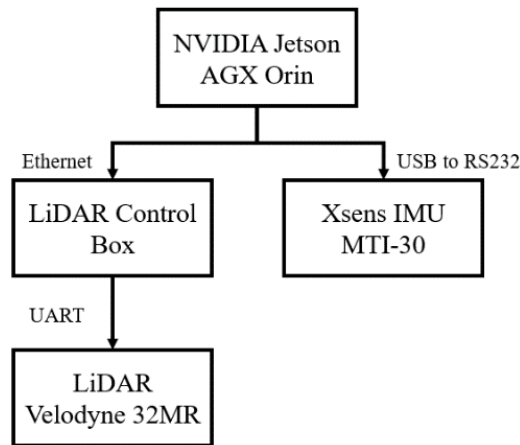 NVIDIA Jetson
AGX Orin
Ethernet
USB to RS232
LiDAR Control
Box
Xsens IMU
MTI-30
UART
LiDAR
Velodyne 32MR